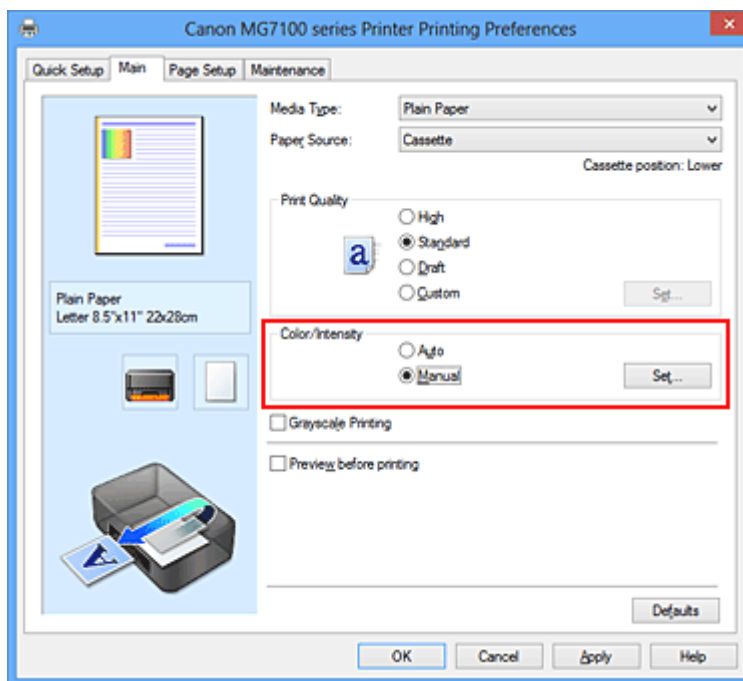 Canon MG7100 series Printer Printing Preferences
Quick Setup Main Page Setup Maintenance
Media Type: Plain Paper
Paper Source: Cassette
Cassette position: Lower
Print Quality
High
a Standard
Draft
Custom Set...
Plain Paper
Letter 8.5"x11" 22x28cm
Color/Intensity
Auto
Manual Set...
Grayscale Printing
Preview before printing
A
Defaults
OK Cancel Apply Help